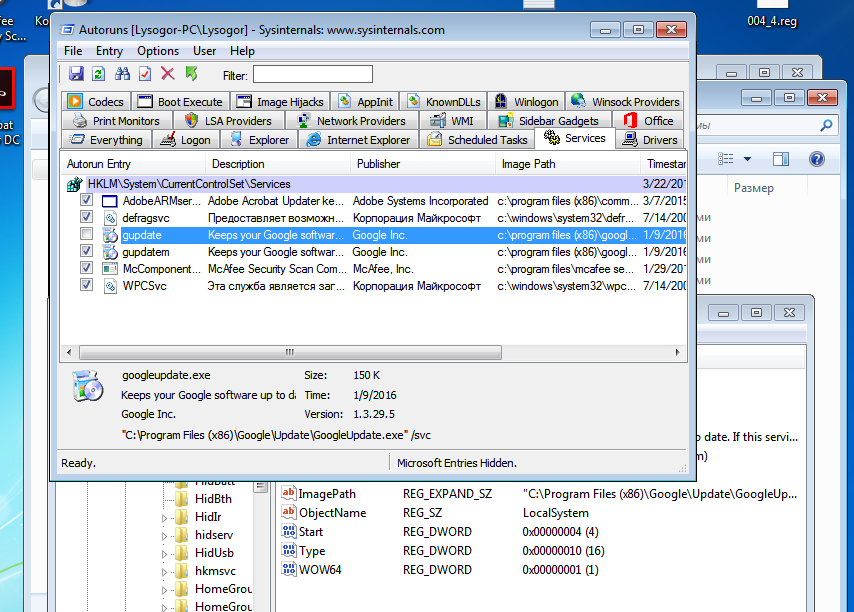 004_4.reg
Autoruns [Lysogor-PC\Lysogor] - Sysinternals: www.sysinternals.com
File Entry Options User Help
Filter:
Codecs Boot Execute Image Hijacks AppInit KnownDLLs Winlogon Winsock Providers
Print Monitors LSA Providers Network Providers WMI Sidebar Gadgets Office
Everything Logon Explorer Internet Explorer Scheduled Tasks Services Drivers
Autorun Entry Description Publisher Image Path Timestar
HKLM\System\CurrentControlSet\Services 3/22/201
AdobeARMser... Adobe Acrobat Updater ke... Adobe Systems Incorporated c:\program files (x86)\comm... 3/7/2015
defragsvc Предоставляет возможн... Корпорация Майкрософт c:\windows\system32\defr... 7/14/200
gupdate Keeps your Google softwar... Google Inc. c:\program files (x86)\googl... 1/9/2016
gupdatem Keeps your Google softwar... Google Inc. c:\program files (x86)\googl... 1/9/2016
McComponent... McAfee Security Scan Com... McAfee, Inc. c:\program files\mcafee se... 1/29/201
WPCSvc Эта служба является заг... Корпорация Майкрософт c:\windows\system32\wpc... 7/14/200
googleupdate.exe Size: 150 K
Keeps your Google software up to da Time: 1/9/2016
Google Inc. Version: 1.3.29.5
"C:\Program Files (x86)\Google\Update\GoogleUpdate.exe" /svc
Ready. Microsoft Entries Hidden.
Размер
date. If this servi...
HidBatt
HidBth
HidIr
hidserv
HidUsb
hkmsvc
HomeGrou
HomeGrou
ImagePath REG_EXPAND_SZ "C:\Program Files (x86)\Google\Update\GoogleUp...
ObjectName REG_SZ LocalSystem
Start REG_DWORD 0x00000004 (4)
Type REG_DWORD 0x00000010 (16)
WOW64 REG_DWORD 0x00000001 (1)